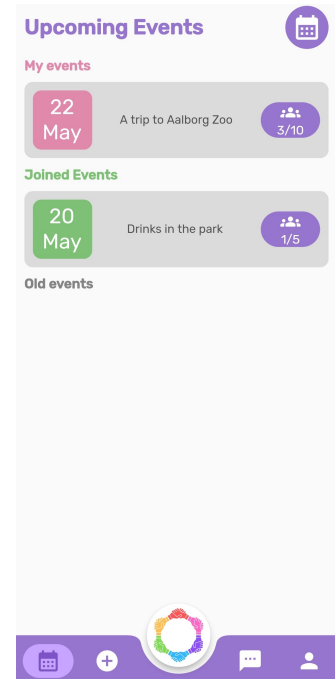 Upcoming Events
My events
22
May
A trip to Aalborg Zoo
3/10
Joined Events
20
May
Drinks in the park
1/5
Old events